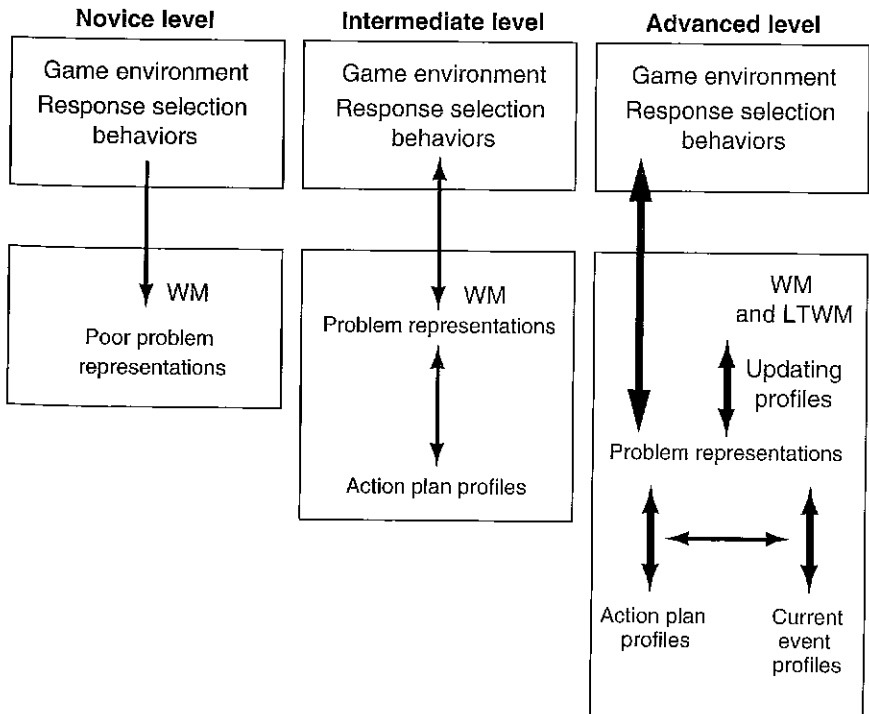 Novice level
Game environment
Response selection
behaviors
WM
Poor problem
representations
Intermediate level
Game environment
Response selection
behaviors
WM
Problem representations
Action plan profiles
Advanced level
Game environment
Response selection
behaviors
WM
and LTWM
Updating
profiles
Problem representations
Action plan
profiles
Current
event
profiles